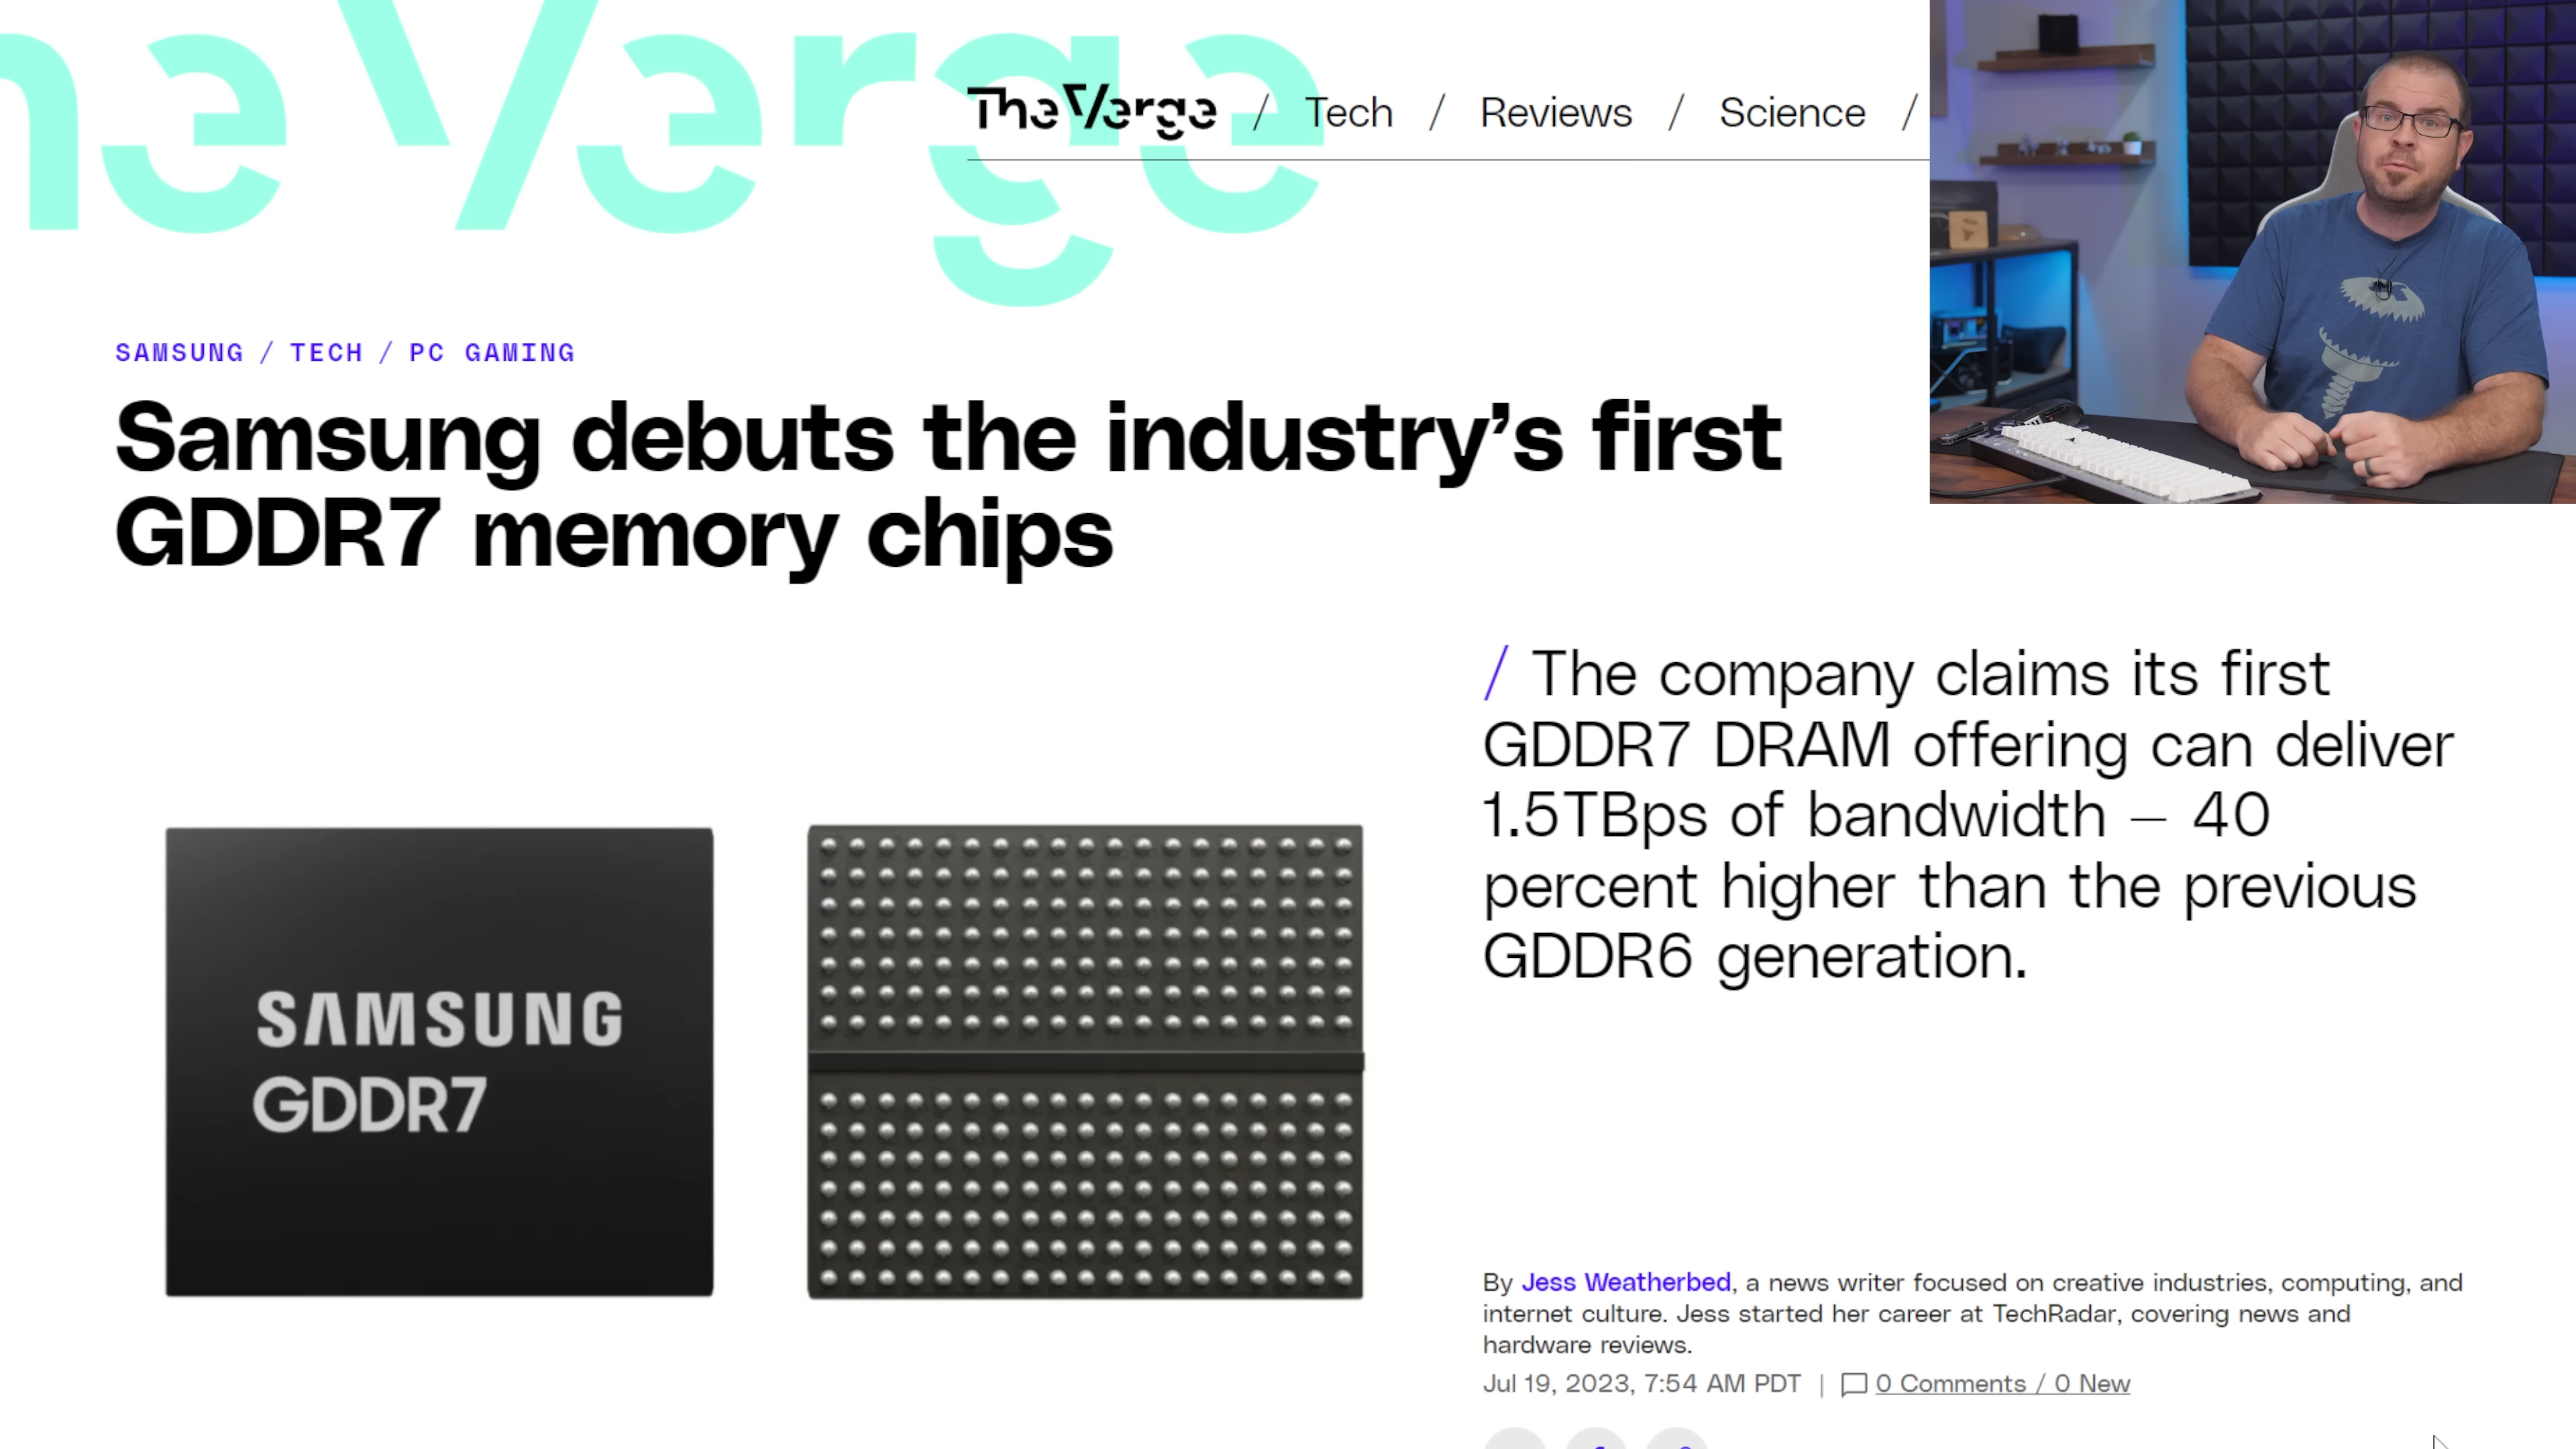 he Verge
The Verge / Tech / Reviews / Science /
SAMSUNG / TECH / PC GAMING
Samsung debuts the industry’s first
GDDR7 memory chips
/ The company claims its first
GDDR7 DRAM offering can deliver
1.5TBps of bandwidth – 40
percent higher than the previous
GDDR6 generation.
SAMSUNG
GDDR7
By Jess Weatherbed, a news writer focused on creative industries, computing, and
internet culture. Jess started her career at TechRadar, covering news and
hardware reviews.
Jul 19, 2023, 7:54 AM PDT | 0 Comments / 0 New